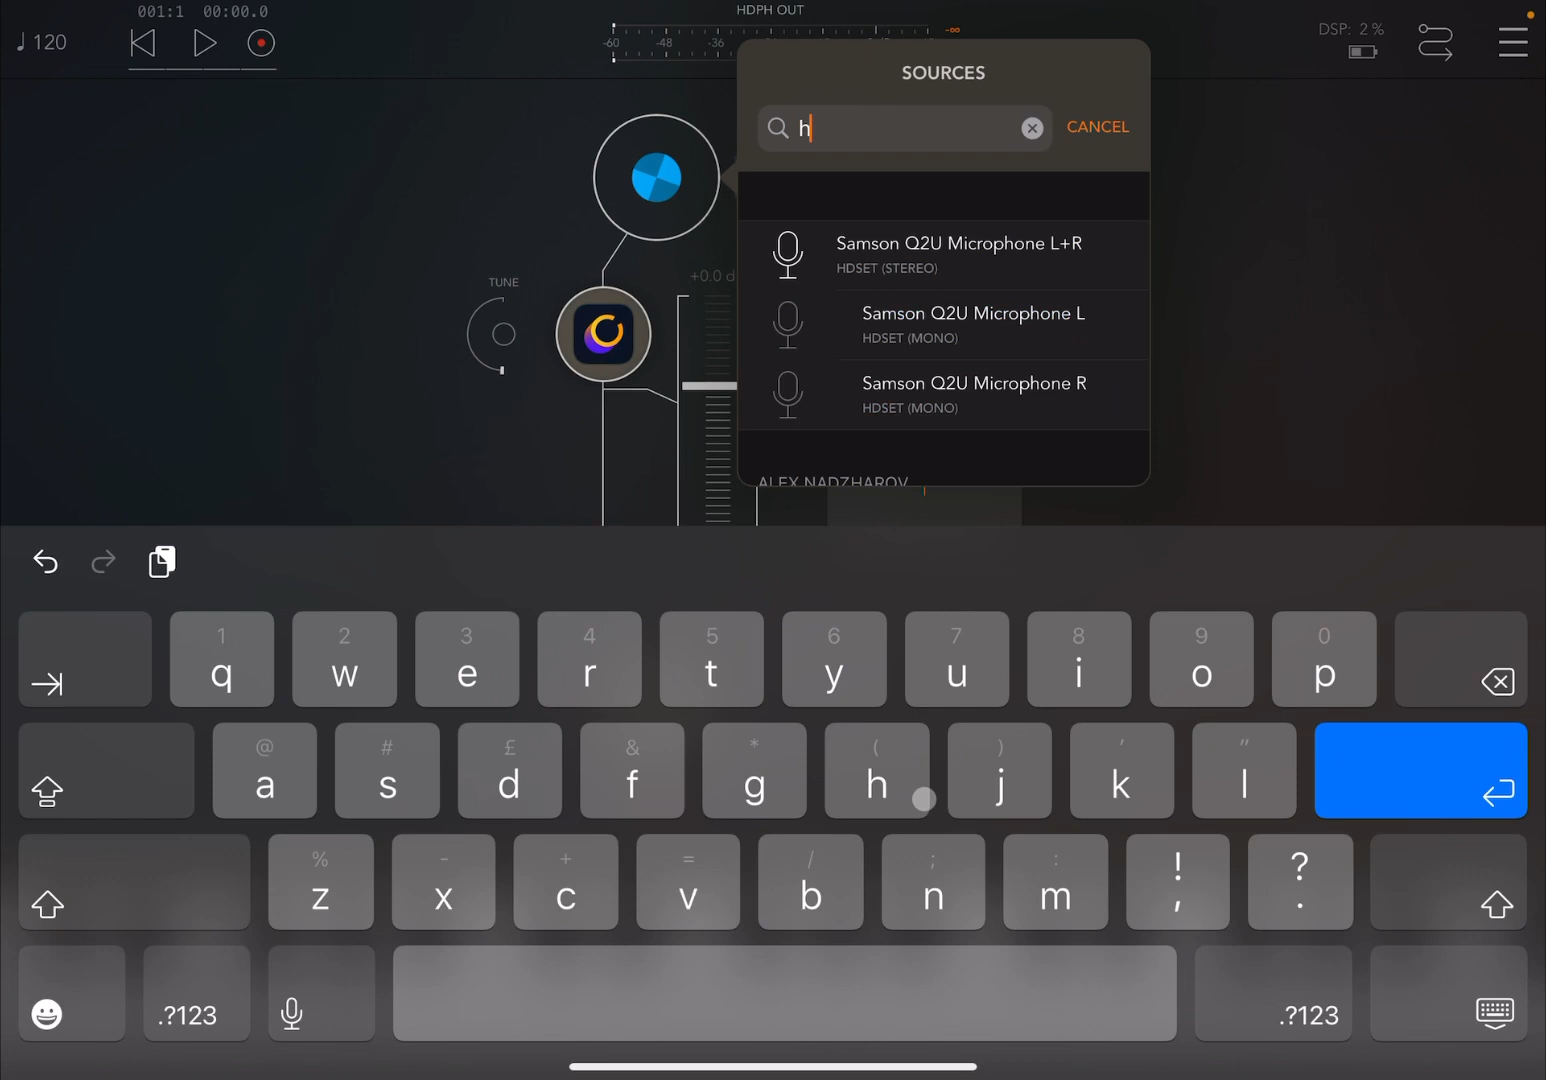 001:1 00:00.0
♩ 120
HDPH OUT
-∞
-60 -48 -36
DSP: 2 %
SOURCES
h
CANCEL
Samson Q2U Microphone L+R
HDSET (STEREO)
Samson Q2U Microphone L
HDSET (MONO)
Samson Q2U Microphone R
HDSET (MONO)
ALEX NADZHAROV
TUNE
+0.0 d
1 2 3 4 5 6 7 8 9 0
q w e r t y u i o p
@ # £ & * ( ) ' "
a s d f g h j k l
% - + = / ; : ! ?
z x c v b n m , .
.?123 .?123